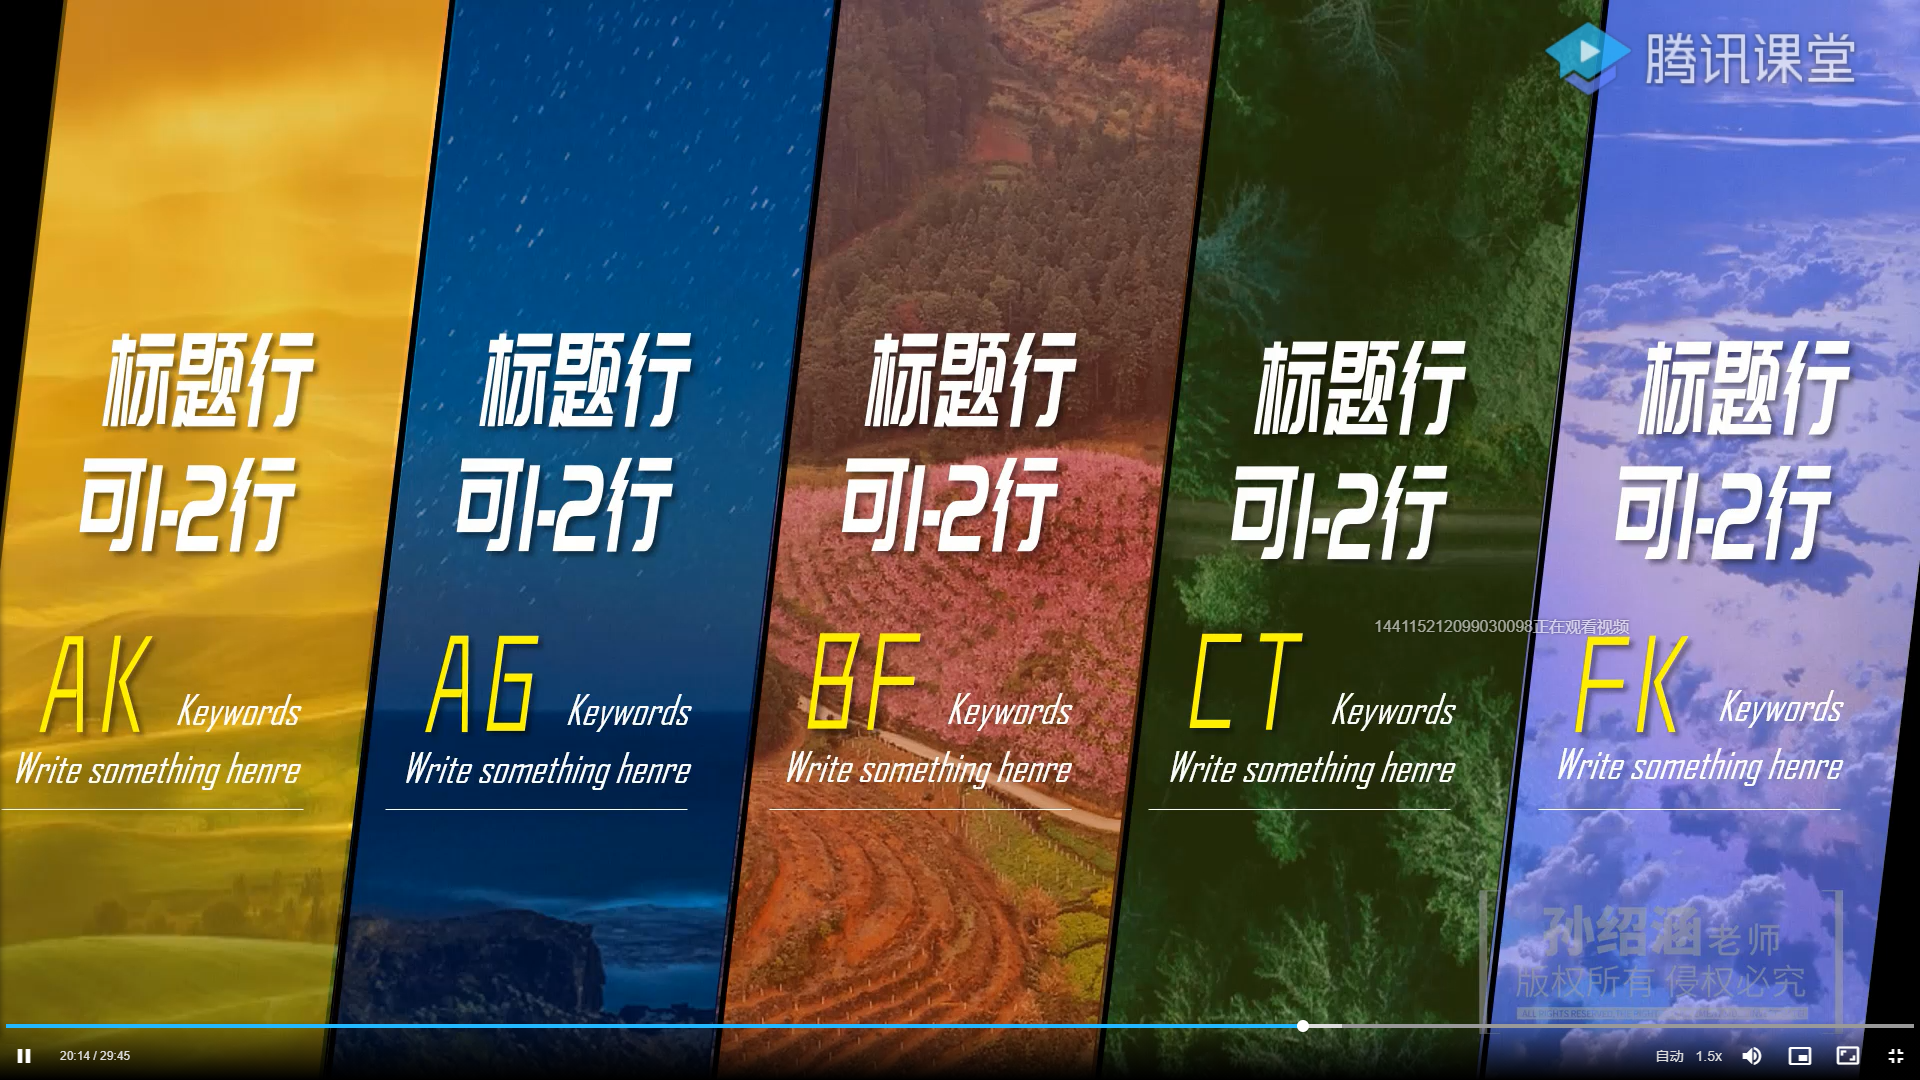 腾讯课堂
标题行
可1-2行
AK Keywords
Write something henre
标题行
可1-2行
AG Keywords
Write something henre
标题行
可1-2行
BF Keywords
Write something henre
标题行
可1-2行
CT Keywords
Write something henre
标题行
可1-2行
FK Keywords
Write something henre
144115212099030098正在观看视频
孙绍涵老师
版权所有 侵权必究
20:14 / 29:45
自动 1.5x